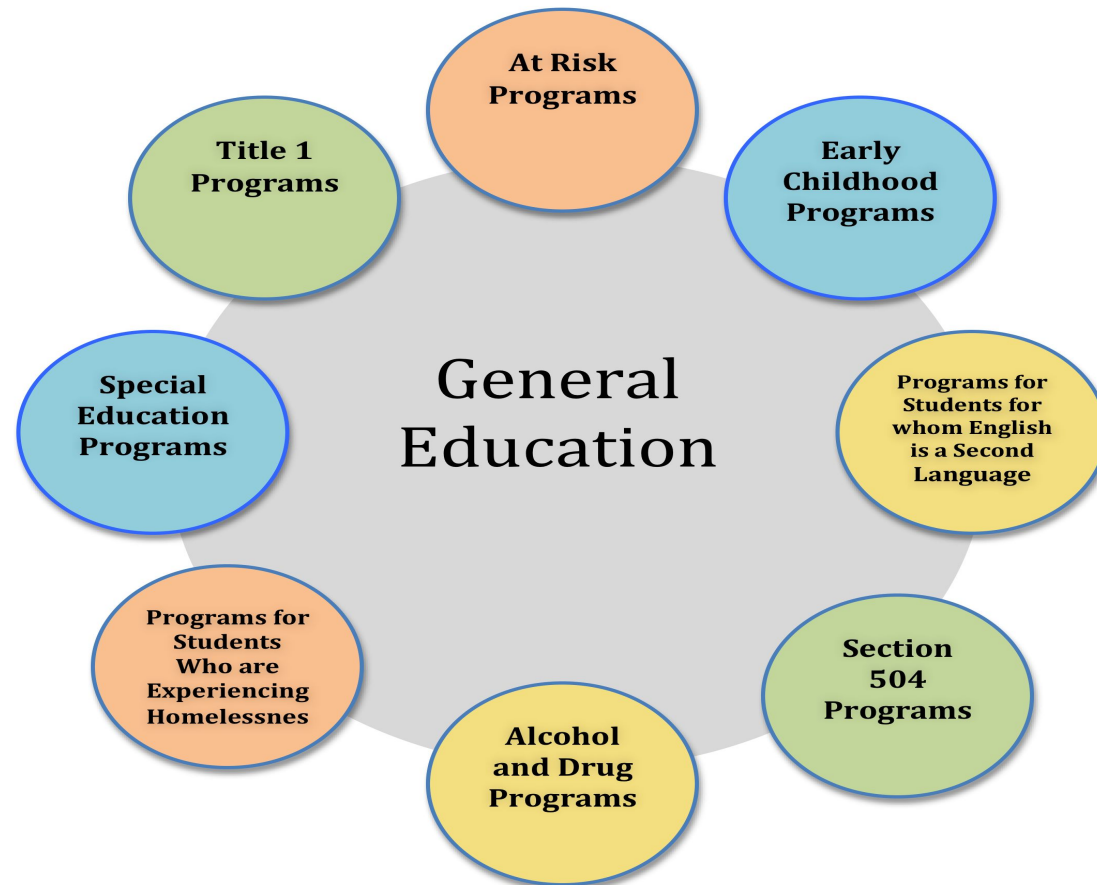 At Risk
Programs
Early
Childhood
Programs
Programs for
Students for
whom English
is a Second
Language
Section
504
Programs
Alcohol
and Drug
Programs
Programs for
Students
Who are
Experiencing
Homelessnes
Special
Education
Programs
Title 1
Programs
General
Education